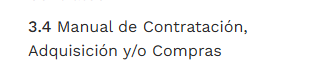 3.4 Manual de Contratación,
Adquisición y/o Compras